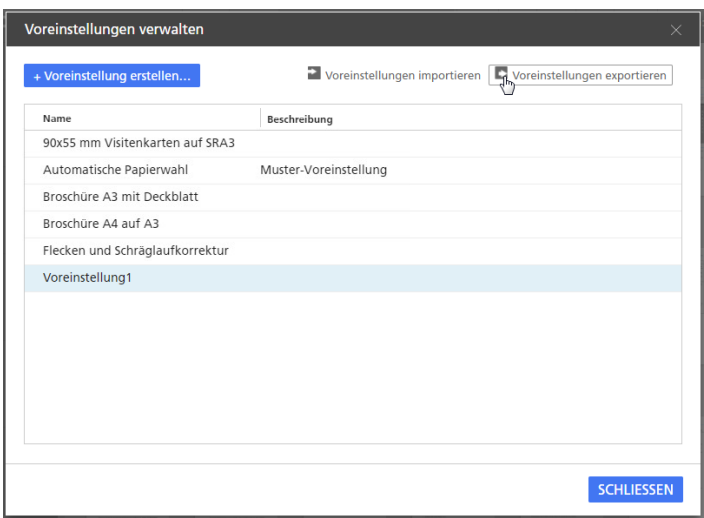 Voreinstellungen verwalten
+ Voreinstellung erstellen...
Voreinstellungen importieren
Voreinstellungen exportieren
Name
Beschreibung
90x55 mm Visitenkarten auf SRA3
Automatische Papierwahl
Muster-Voreinstellung
Broschüre A3 mit Deckblatt
Broschüre A4 auf A3
Flecken und Schräglaufkorrektur
Voreinstellung1
SCHLIESSEN